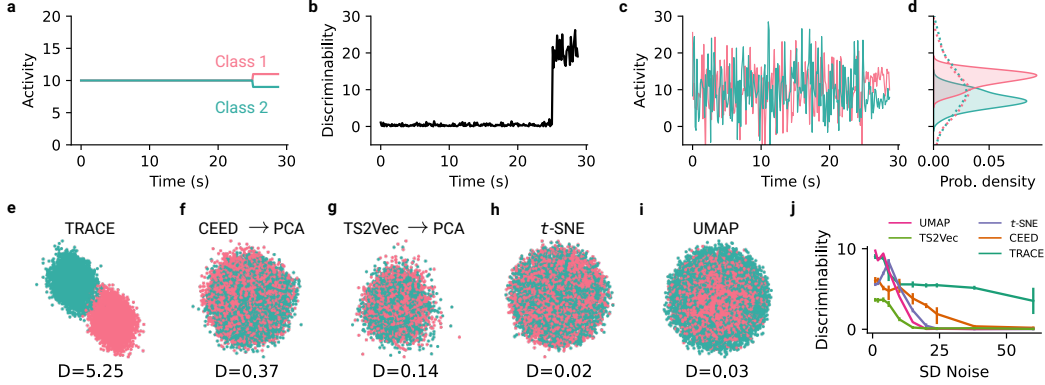 a
b
c
d
20
15
10
5
0
Activity
0 10 20 30
Time (s)
Class 1
Class 2
30
20
10
0
Discriminability
0 10 20 30
Time (s)
30
20
10
0
Activity
0 10 20 30
Time (s)
0.00 0.05
Prob. density
e
f
g
h
i
j
TRACE
CEED → PCA
TS2Vec → PCA
t-SNE
UMAP
D=5.25
D=0.37
D=0.14
D=0.02
D=0.03
UMAP
TS2Vec
t-SNE
CEED
TRACE
10
0
Discriminability
0 25 50
SD Noise